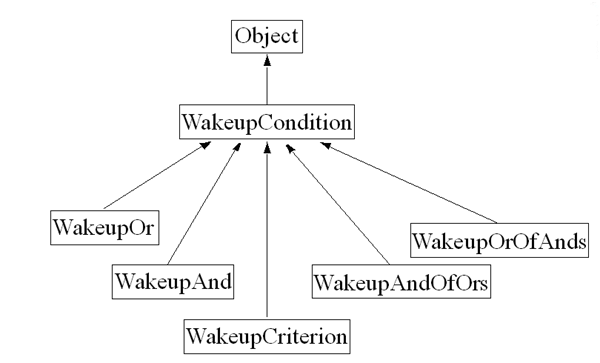 Object
WakeupCondition
WakeupOr
WakeupOrOfAnds
WakeupAnd
WakeupAndOfOrs
WakeupCriterion